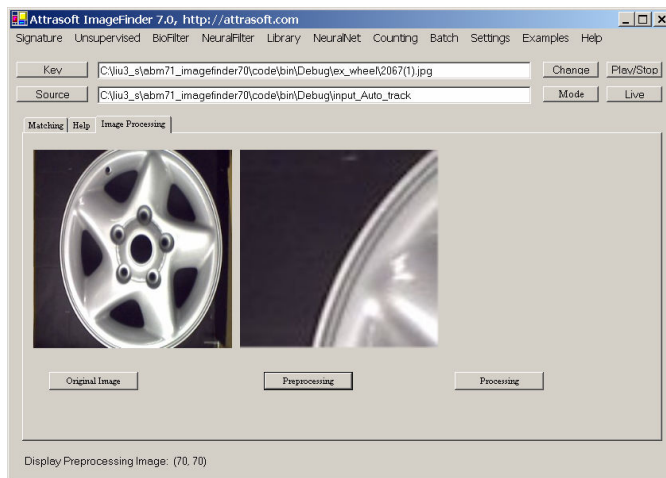 Attrasoft ImageFinder 7.0, http://attrasoft.com
Signature Unsupervised BioFilter NeuralFilter Library NeuralNet Counting Batch Settings Examples Help
Key C:\liu3_s\abm71_imagefinder70\code\bin\Debug\ex_wheel\2067(1).jpg Change Play/Stop
Source C:\liu3_s\abm71_imagefinder70\code\bin\Debug\input_Auto_track Mode Live
Matching Help Image Processing
Original Image Preprocessing Processing
Display Preprocessing Image: (70, 70)